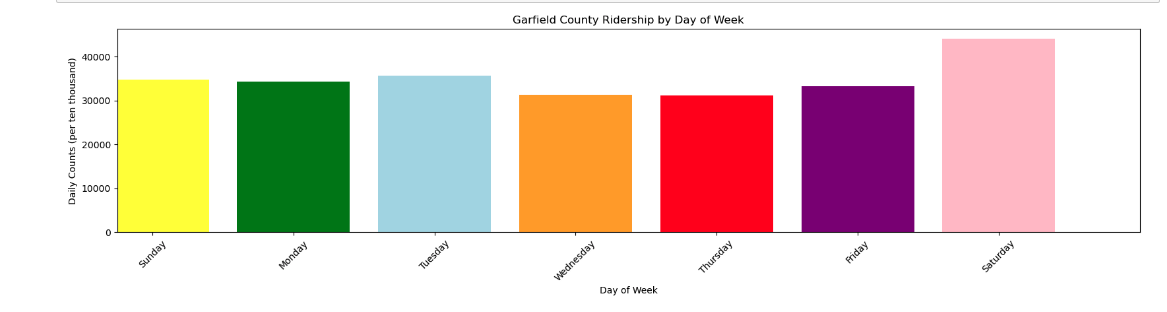 Garfield County Ridership by Day of Week
Daily Counts (per ten thousand)
40000
30000
20000
10000
0
Sunday
Monday
Tuesday
Wednesday
Thursday
Friday
Saturday
Day of Week